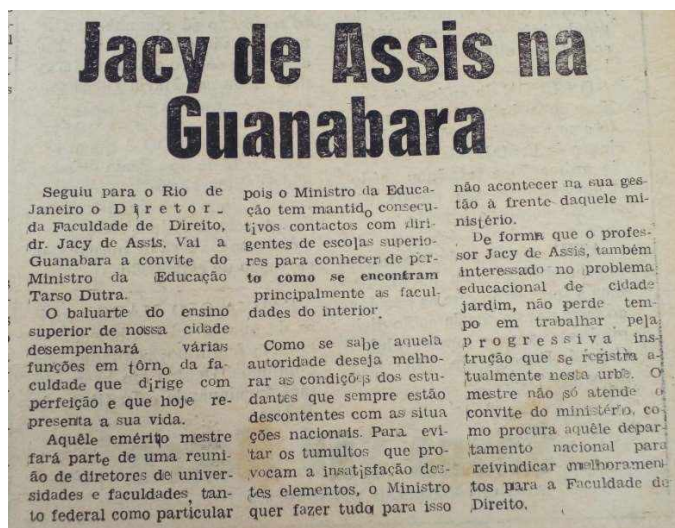 Jacy de Assis na
Guanabara
Seguiu para o Rio de
Janeiro o Diretor
da Faculdade de Direito,
dr. Jacy de Assis. Vai a
Guanabara a convite do
Ministro da Educação
Tarso Dutra.
O baluarte do ensino
superior de nossa cidade
desempenhará várias
funções em tôrno da fa-
culdade que dirige com
perfeição e que hoje re-
presenta a sua vida.
Aquêle emérito mestre
fará parte de uma reuni-
ão de diretores de univer-
sidades e faculdades, tan-
to federal como particular
pois o Ministro da Educa-
ção tem mantido consecu-
tivos contactos com diri-
gentes de escolas superio-
res para conhecer de per-
to como se encontram
principalmente as facul-
dades do interior.
Como se sabe aquela
autoridade deseja melho-
rar as condições dos estu-
dantes que sempre estão
descontentes com as situa
ções nacionais. Para evi-
tar os tumultos que pro-
vocam a insatisfação des-
tes elementos, o Ministro
quer fazer tudo para isso
não acontecer na sua ges-
tão à frente daquele mi-
nistério.
De forma que o profes-
sor Jacy de Assis, também
interessado no problema
educacional de cidade
jardim, não perde tem-
po em trabalhar pela
progressiva ins-
trução que se registra a-
tualmente nesta urbe. O
mestre não só atende o
convite do ministério, co-
mo procura aquêle depar-
tamento nacional para
reivindicar melhoramen
tos para a Faculdade de
Direito.